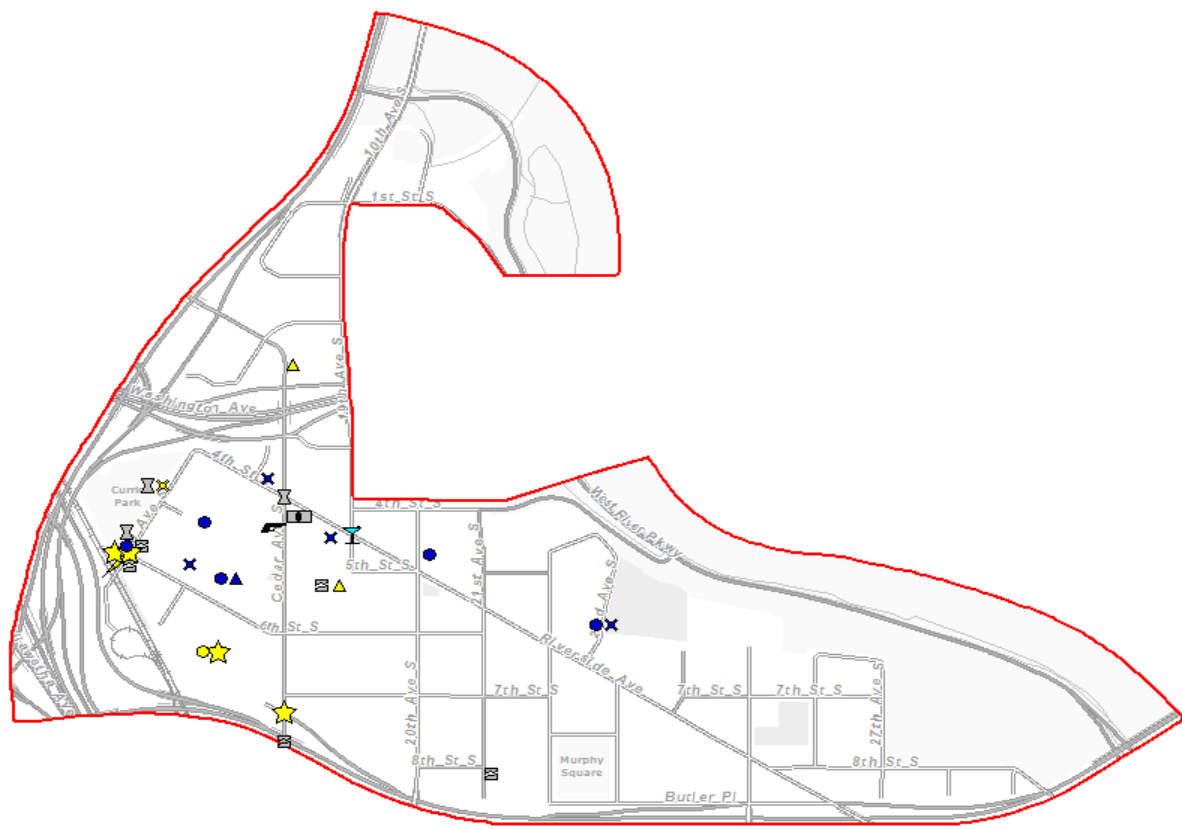 10th Ave S
1st St S
19th Ave S
Washington Ave
4th St
Ave S
Park
4th St S
West River Pkwy
Cedar Ave S
5th St S
21st Ave S
6th St S
Riverside Ave
Ave S
7th St S
7th St S
7th St S
20th Ave S
27th Ave S
8th St S
Murphy
Square
8th St S
Butler Pl